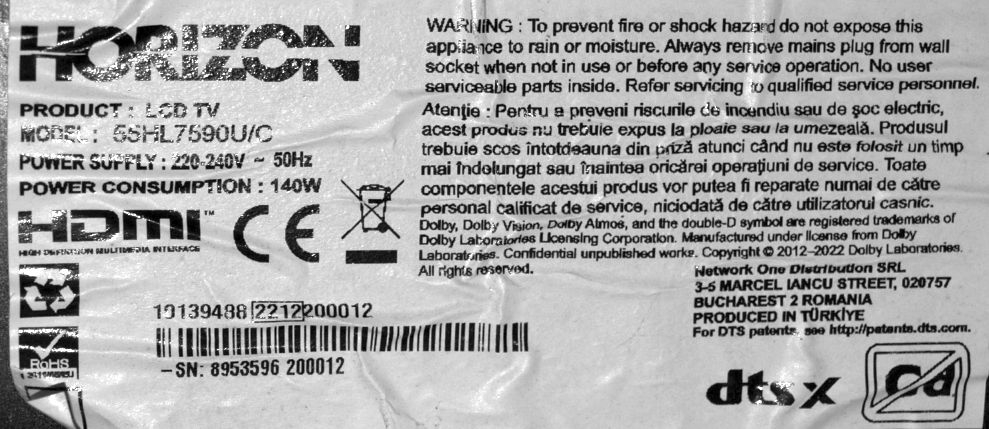 HORIZON
PRODUCT : LCD TV
MODEL : 55HL7590U/C
POWER SUPPLY : 220-240V ~ 50Hz
POWER CONSUMPTION : 140W
HDMI™
HIGH DEFINITION MULTIMEDIA INTERFACE
CE
RoHS
10139488 2212 200012
-SN: 8953596 200012
WARNING : To prevent fire or shock hazard do not expose this
appliance to rain or moisture. Always remove mains plug from wall
socket when not in use or before any service operation. No user
serviceable parts inside. Refer servicing to qualified service personnel.
Atenţie : Pentru a preveni riscurile de incendiu sau de şoc electric,
acest produs nu trebuie expus la ploaie sau la umezeală. Produsul
trebuie scos întotdeauna din priză atunci când nu este folosit un timp
mai îndelungat sau înaintea oricărei operaţiuni de service. Toate
componentele acestui produs vor putea fi reparate numai de către
personal calificat de service, niciodată de către utilizatorul casnic.
Dolby, Dolby Vision, Dolby Atmos, and the double-D symbol are registered trademarks of
Dolby Laboratories Licensing Corporation. Manufactured under license from Dolby
Laboratories. Confidential unpublished works. Copyright © 2012-2022 Dolby Laboratories.
All rights reserved.
Network One Distribution SRL
3-5 MARCEL IANCU STREET, 020757
BUCHAREST 2 ROMANIA
PRODUCED IN TÜRKİYE
For DTS patents, see http://patents.dts.com.
dts x
Cd